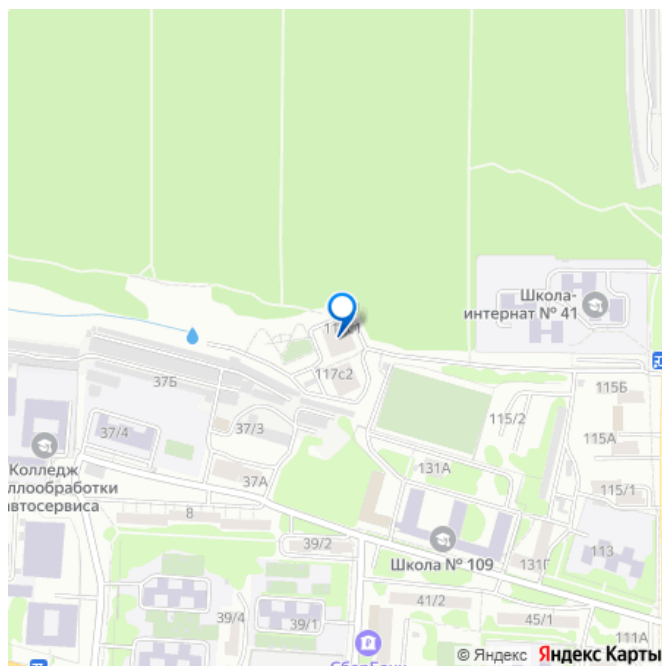 Школа-
интернат № 41
117с2
37Б
115Б
115/2
115А
37/4
37/3
131А
Колледж
ллообработки
автосервиса
37А
115/1
8
39/2
Школа № 109
131Г
113
41/2
39/4
39/1
45/1
111А
© Яндекс
Яндекс Карты